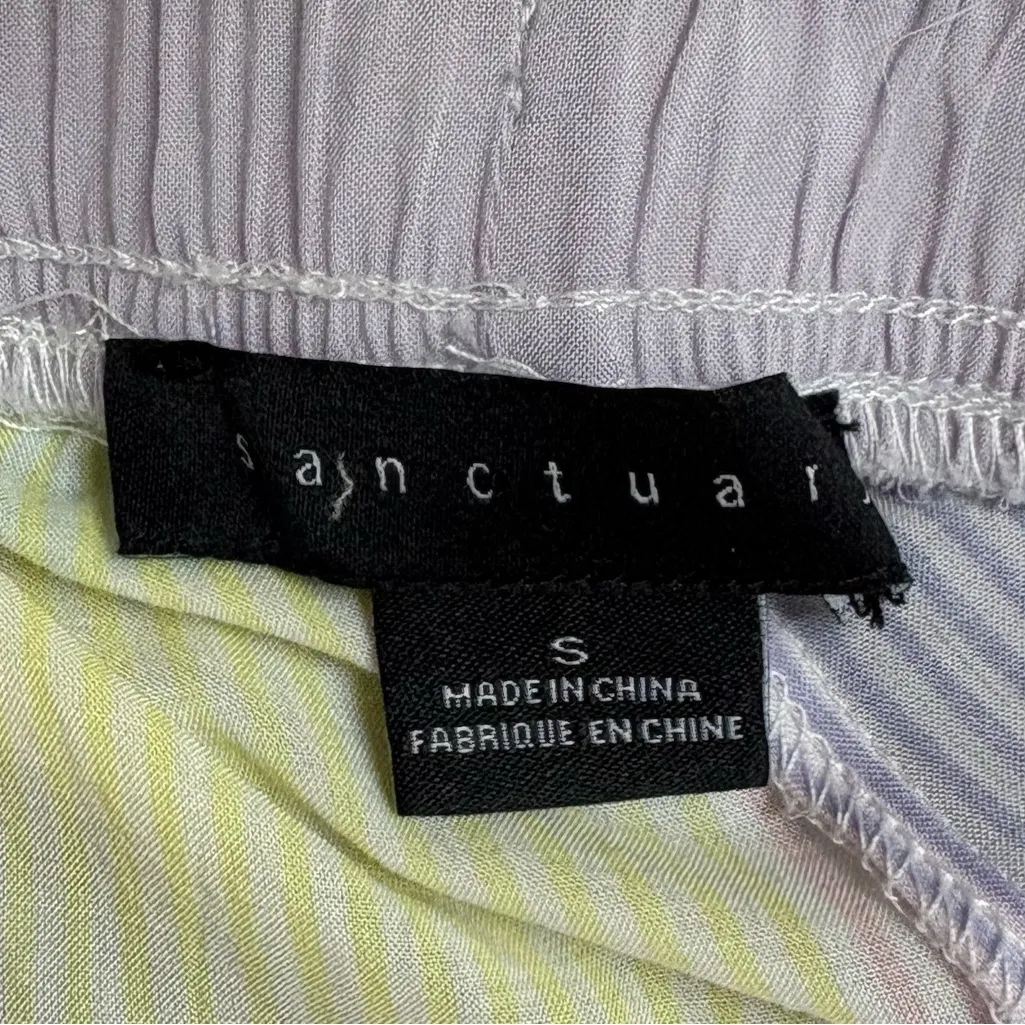 sanctuar
S
MADE IN CHINA
FABRIQUE EN CHINE